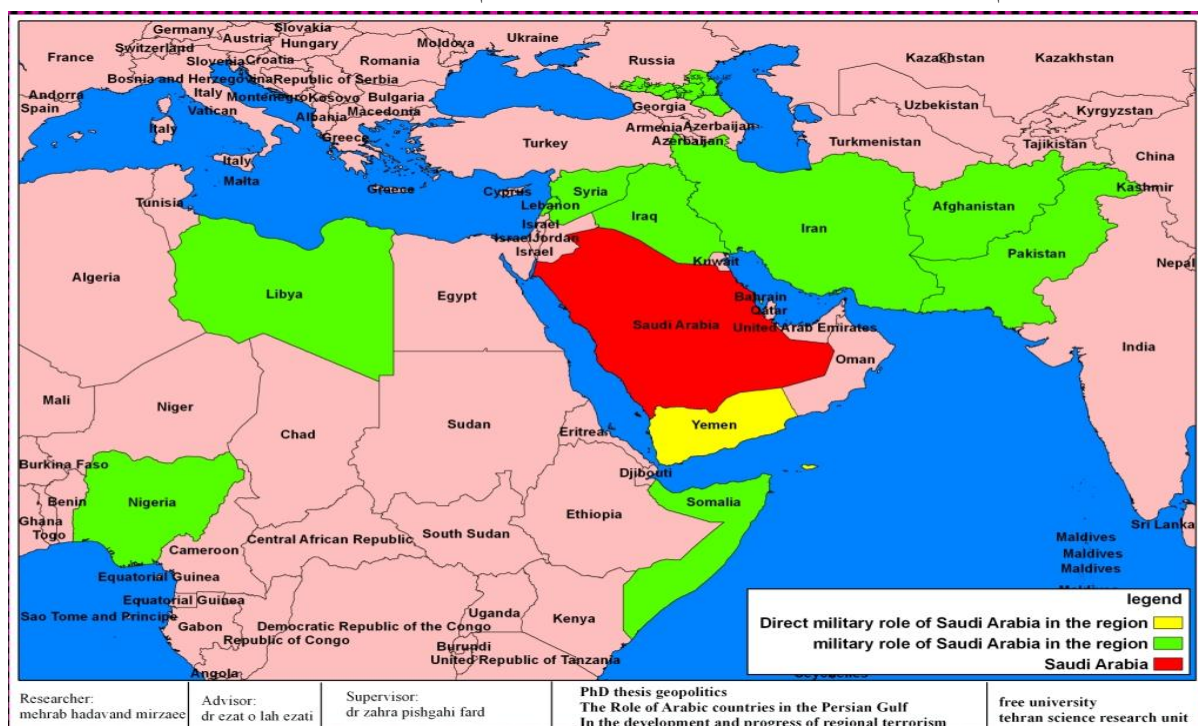 Germany
Slovakia
Austria
Ukraine
Switzerland
Hungary
Moldova
France
Slovenia
Croatia
Romania
Russia
Kazakhstan
Kazakhstan
Bosnia and Herzegovina
Republic of Serbia
Andorra
Italy
Montenegro
Kosovo
Bulgaria
Spain
Vatican
Albania
Macedonia
Georgia
Uzbekistan
Kyrgyzstan
Italy
Greece
Armenia
Azerbaijan
Turkey
Azerbaijan
Turkmenistan
Tajikistan
China
Italy
Malta
Greece
Cyprus
Syria
Kashmir
Tunisia
Lebanon
Iraq
Iran
Afghanistan
Israel
Israel
Jordan
Israel
Pakistan
Algeria
Kuwait
Nepal
Libya
Egypt
Bahrain
Qatar
Saudi Arabia
United Arab Emirates
India
Oman
Mali
Niger
Chad
Sudan
Eritrea
Yemen
Burkina Faso
Djibouti
Benin
Nigeria
Somalia
Ghana
Togo
Ethiopia
Sri Lanka
Central African Republic
South Sudan
Maldives
Cameroon
Maldives
Equatorial Guinea
Maldives
Equatorial Guinea
Sao Tome and Principe
Uganda
Kenya
Gabon
Democratic Republic of the Congo
Republic of Congo
Burundi
United Republic of Tanzania
Angola
legend
Direct military role of Saudi Arabia in the region
military role of Saudi Arabia in the region
Saudi Arabia
Researcher:
mehrab hadavand mirzaee
Advisor:
dr ezat o lah ezati
Supervisor:
dr zahra pishgahi fard
PhD thesis geopolitics
The Role of Arabic countries in the Persian Gulf
In the development and progress of regional terrorism
free university
tehran science research unit